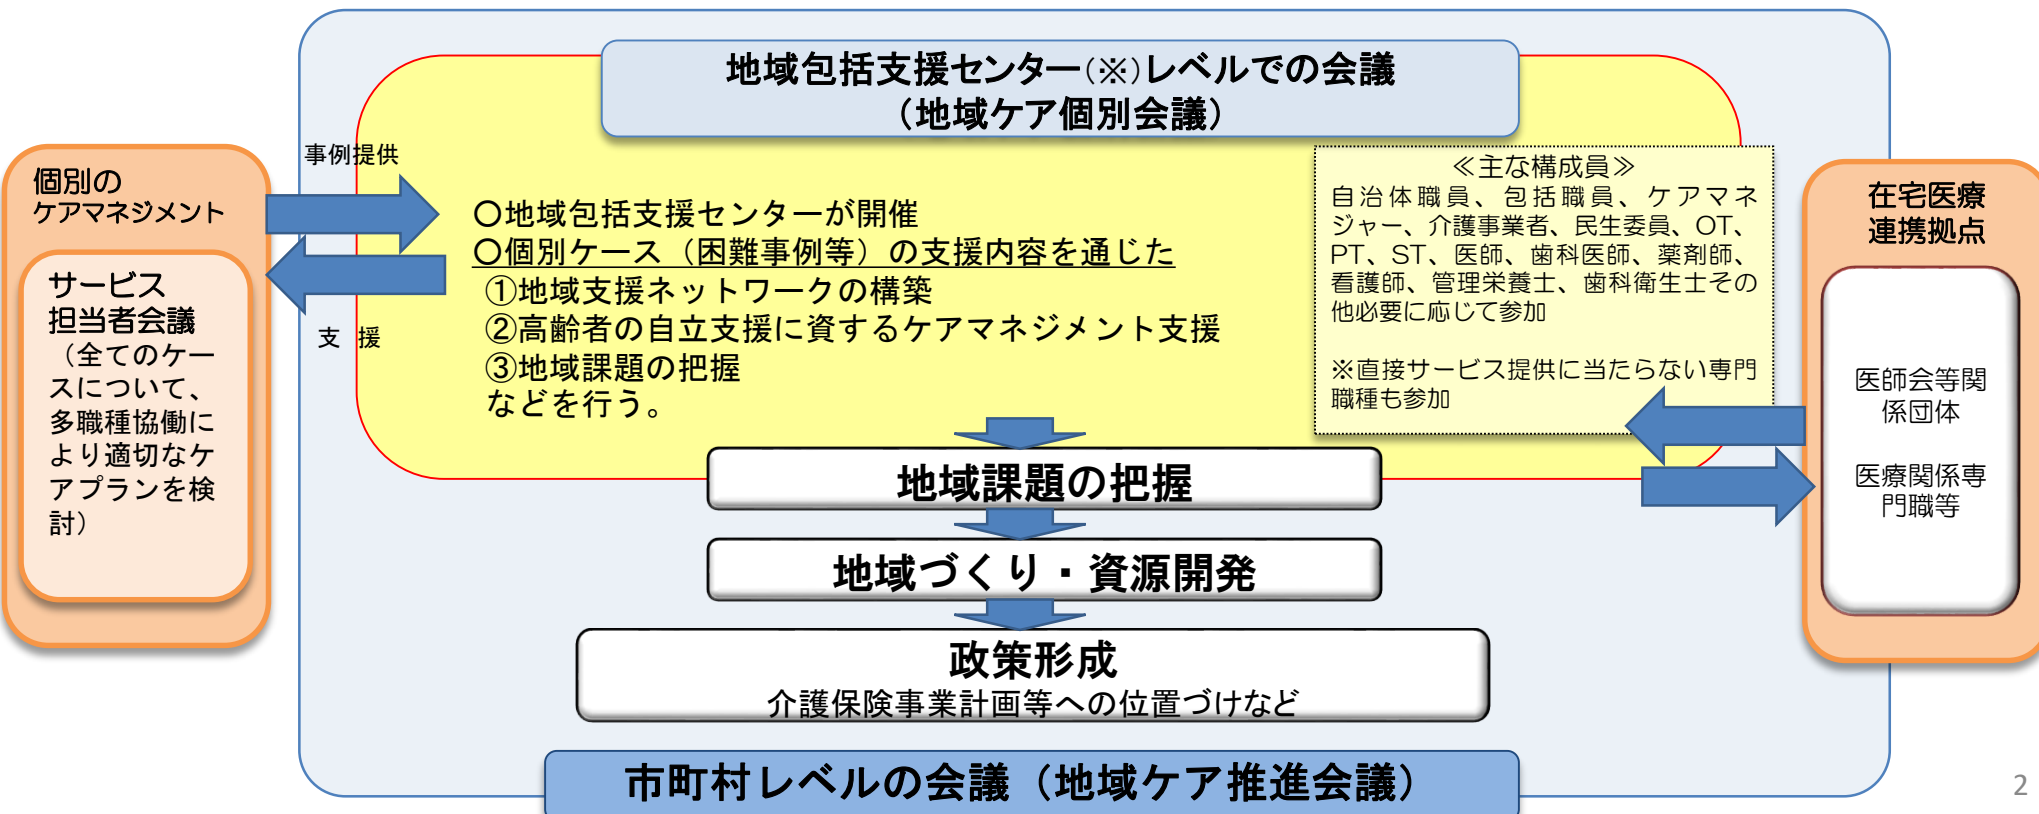 地域包括支援センター(※)レベルでの会議
（地域ケア個別会議）
事例提供
個別の
ケアマネジメント
サービス
担当者会議
（全てのケー
スについて、
多職種協働に
より適切なケ
アプランを検
討）
支 援
〇地域包括支援センターが開催
〇個別ケース（困難事例等）の支援内容を通じた
①地域支援ネットワークの構築
②高齢者の自立支援に資するケアマネジメント支援
③地域課題の把握
などを行う。
≪主な構成員≫
自治体職員、包括職員、ケアマネ
ジャー、介護事業者、民生委員、OT、
PT、ST、医師、歯科医師、薬剤師、
看護師、管理栄養士、歯科衛生士その
他必要に応じて参加
※直接サービス提供に当たらない専門
職種も参加
在宅医療
連携拠点
医師会等関
係団体
医療関係専
門職等
地域課題の把握
地域づくり・資源開発
政策形成
介護保険事業計画等への位置づけなど
市町村レベルの会議（地域ケア推進会議）
2